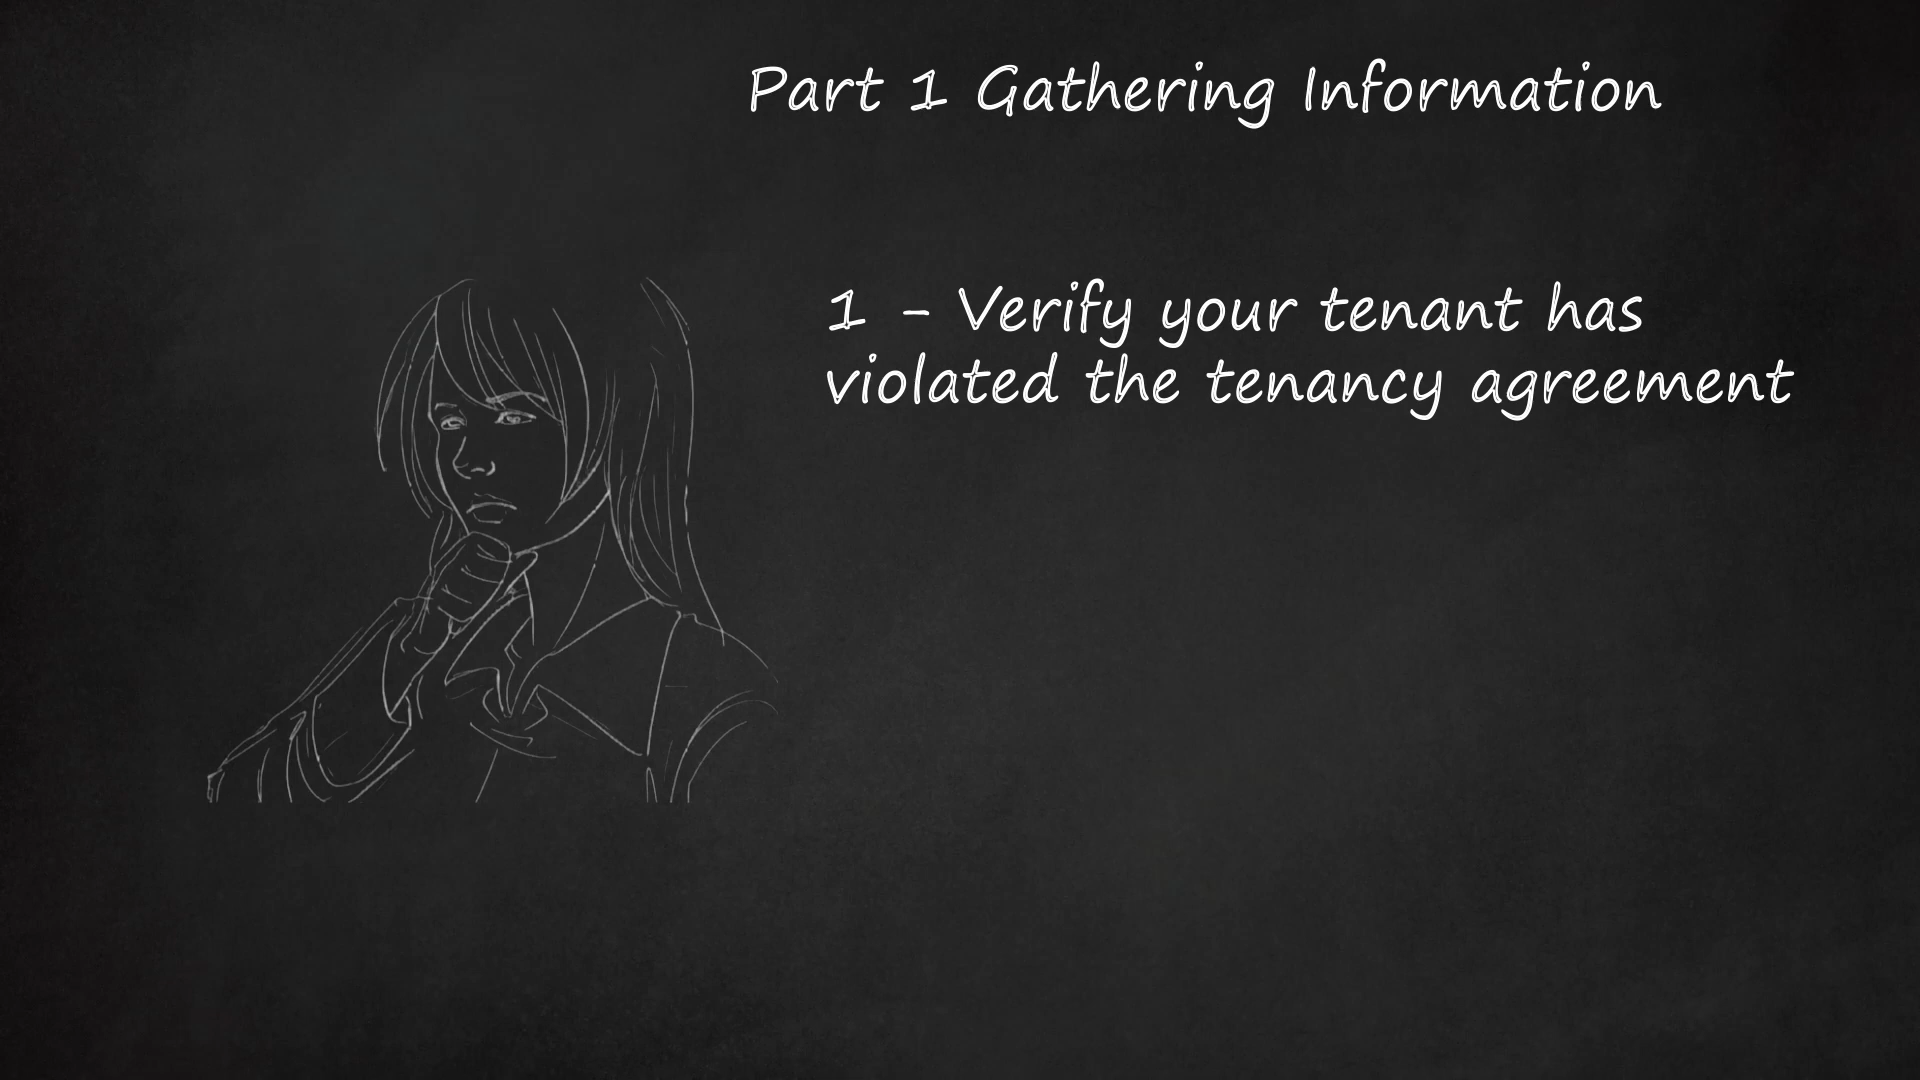 Part 1 Gathering Information
1 - Verify your tenant has
violated the tenancy agreement